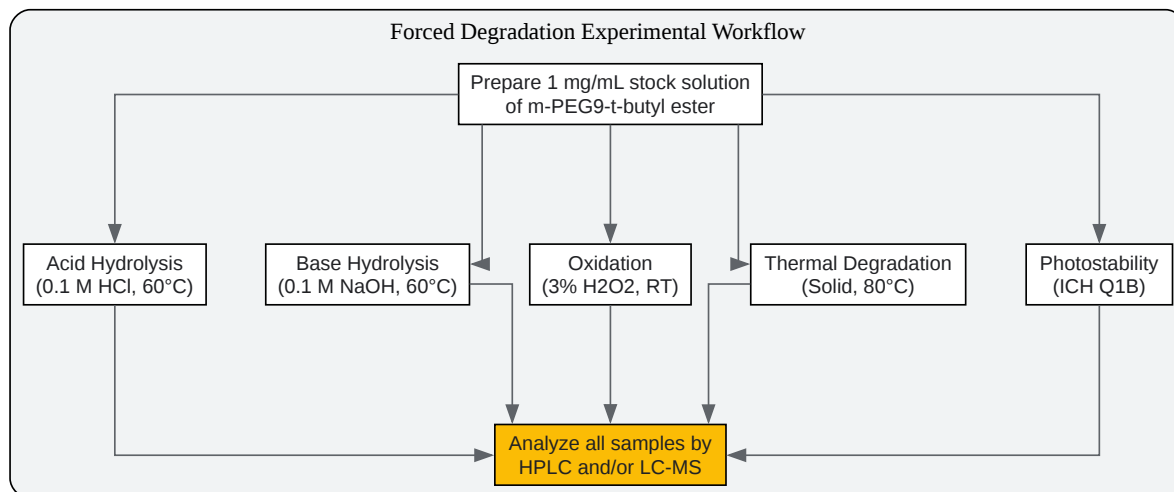 Forced Degradation Experimental Workflow
Prepare 1 mg/mL stock solution
of m-PEG9-t-butyl ester
Acid Hydrolysis
(0.1 M HCl, 60°C)
Base Hydrolysis
(0.1 M NaOH, 60°C)
Oxidation
(3% H2O2, RT)
Thermal Degradation
(Solid, 80°C)
Photostability
(ICH Q1B)
Analyze all samples by
HPLC and/or LC-MS